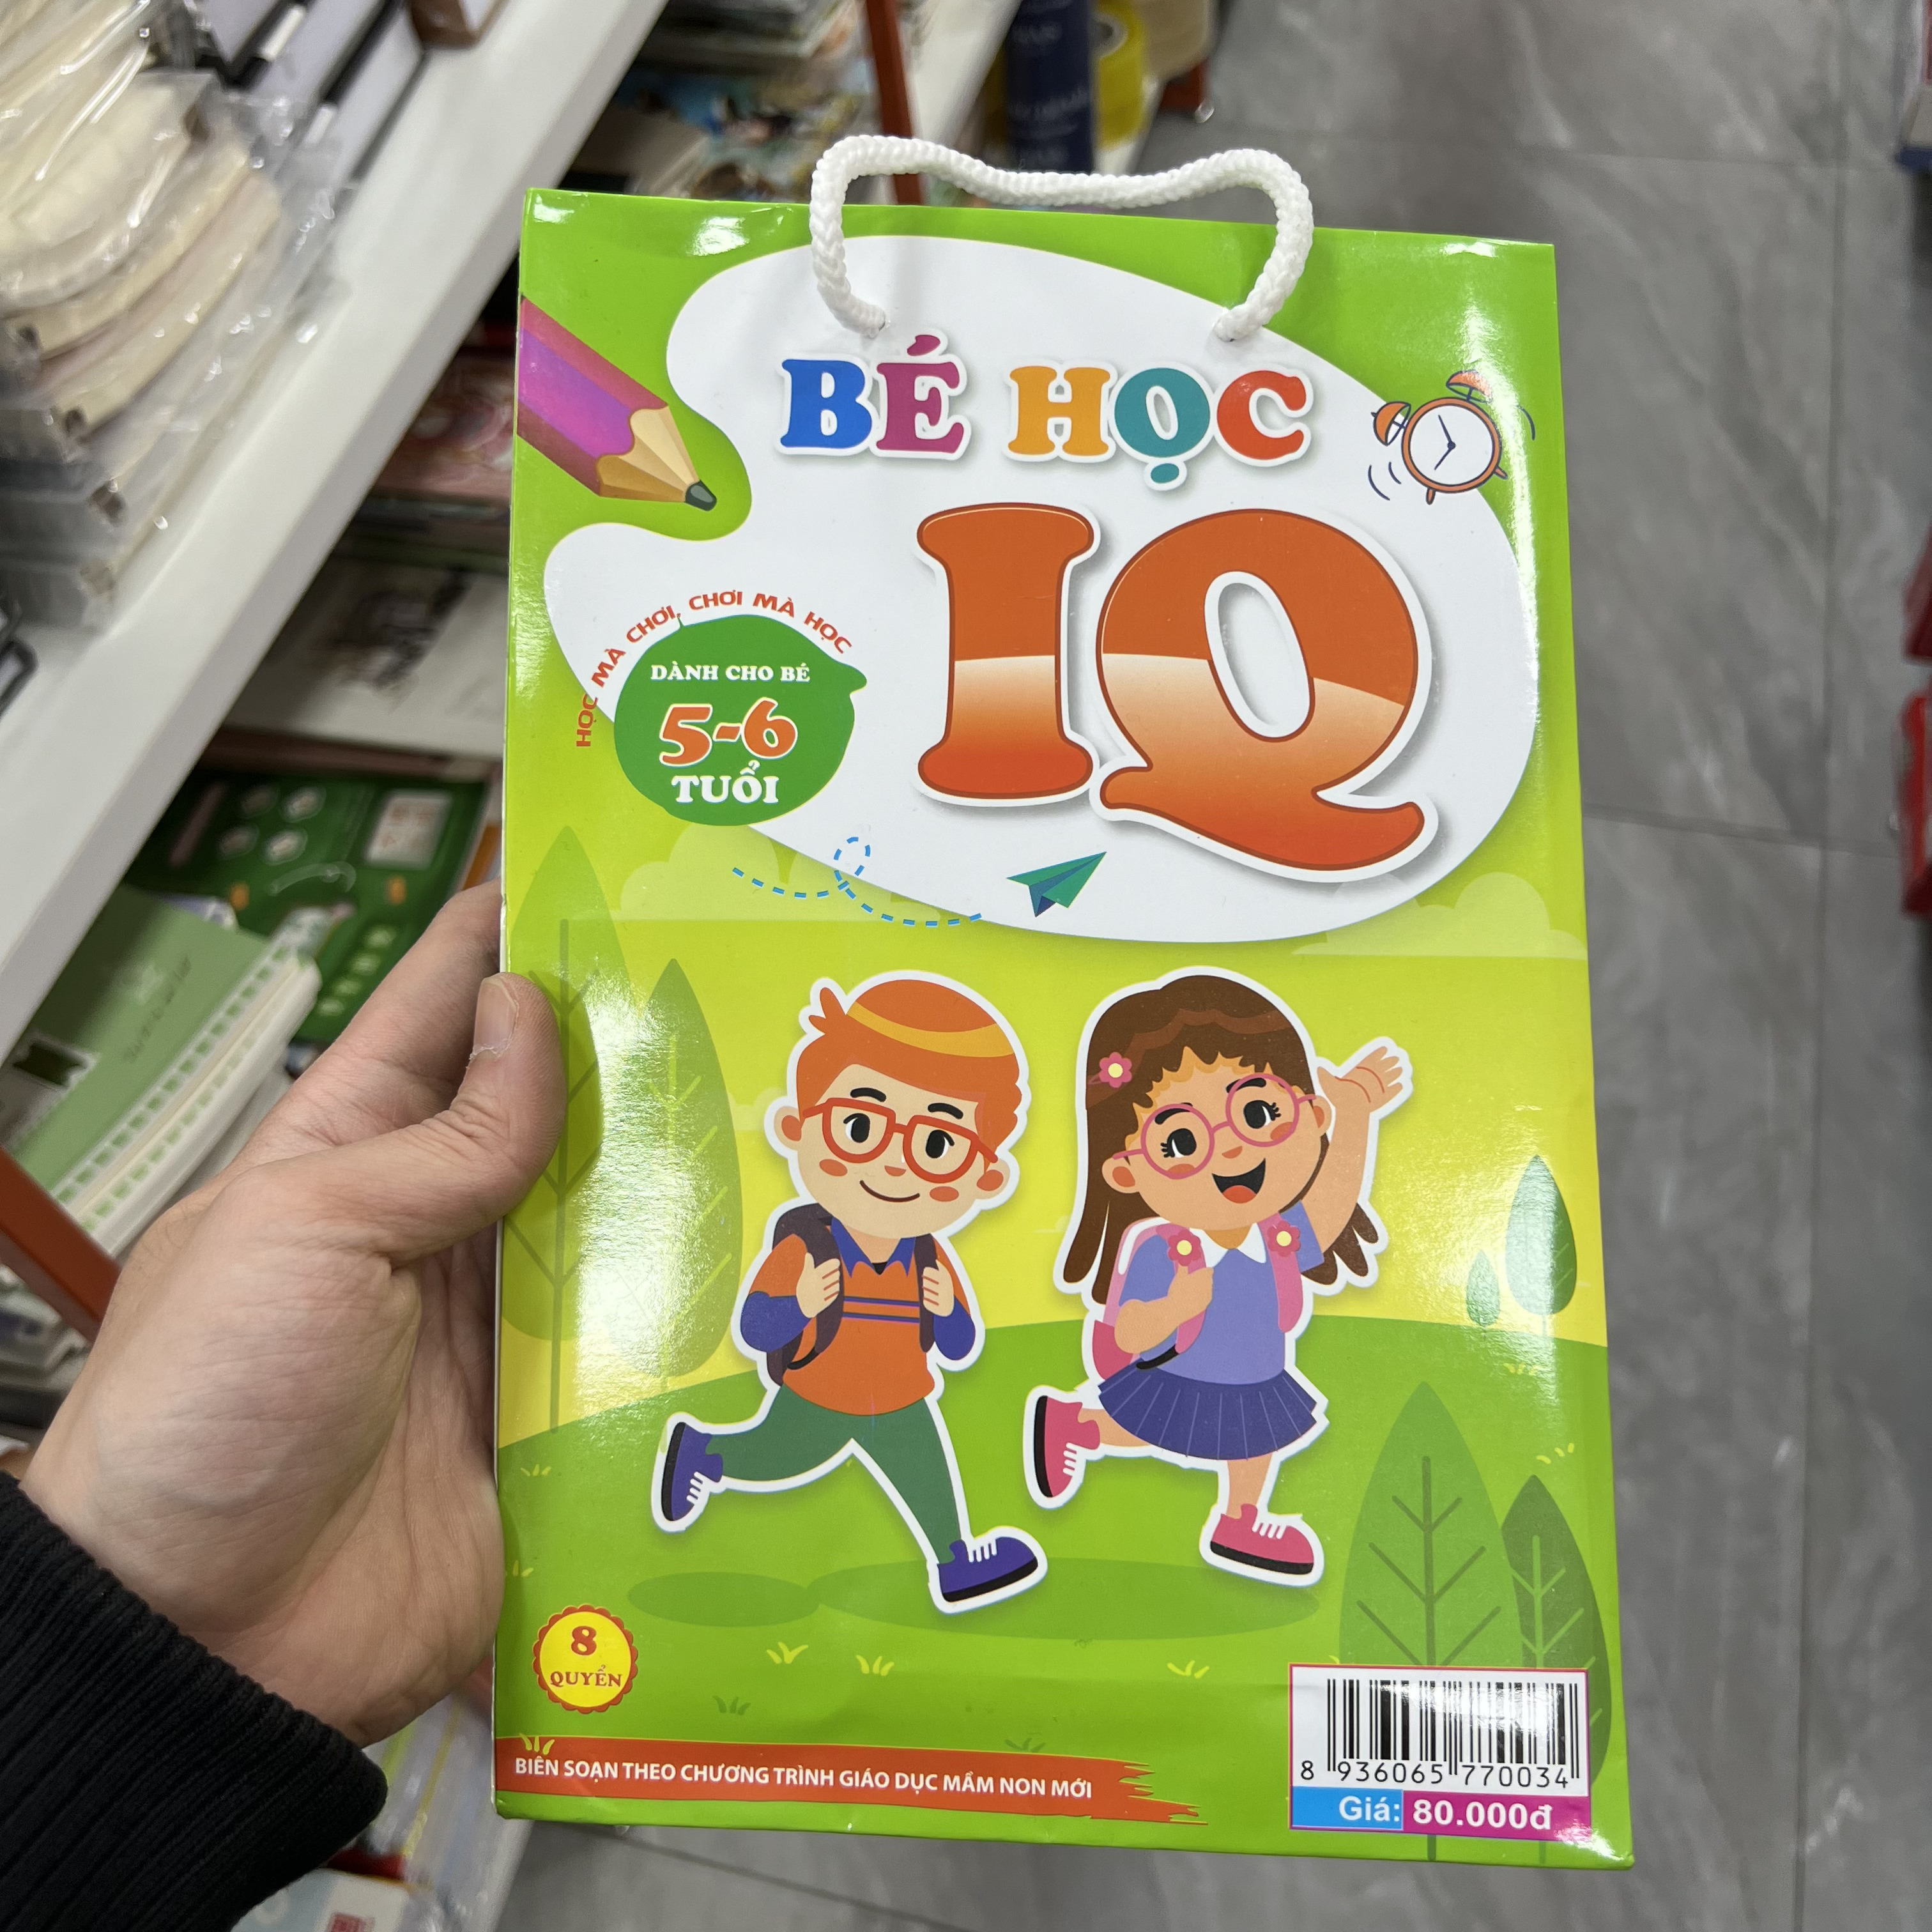 BÉ HỌC
IQ
HỌC MÀ CHƠI, CHƠI MÀ HỌC
DÀNH CHO BÉ
5-6
TUỔI
8
QUYỂN
BIÊN SOẠN THEO CHƯƠNG TRÌNH GIÁO DỤC MẦM NON MỚI
8 936065 770034
Giá: 80.000đ